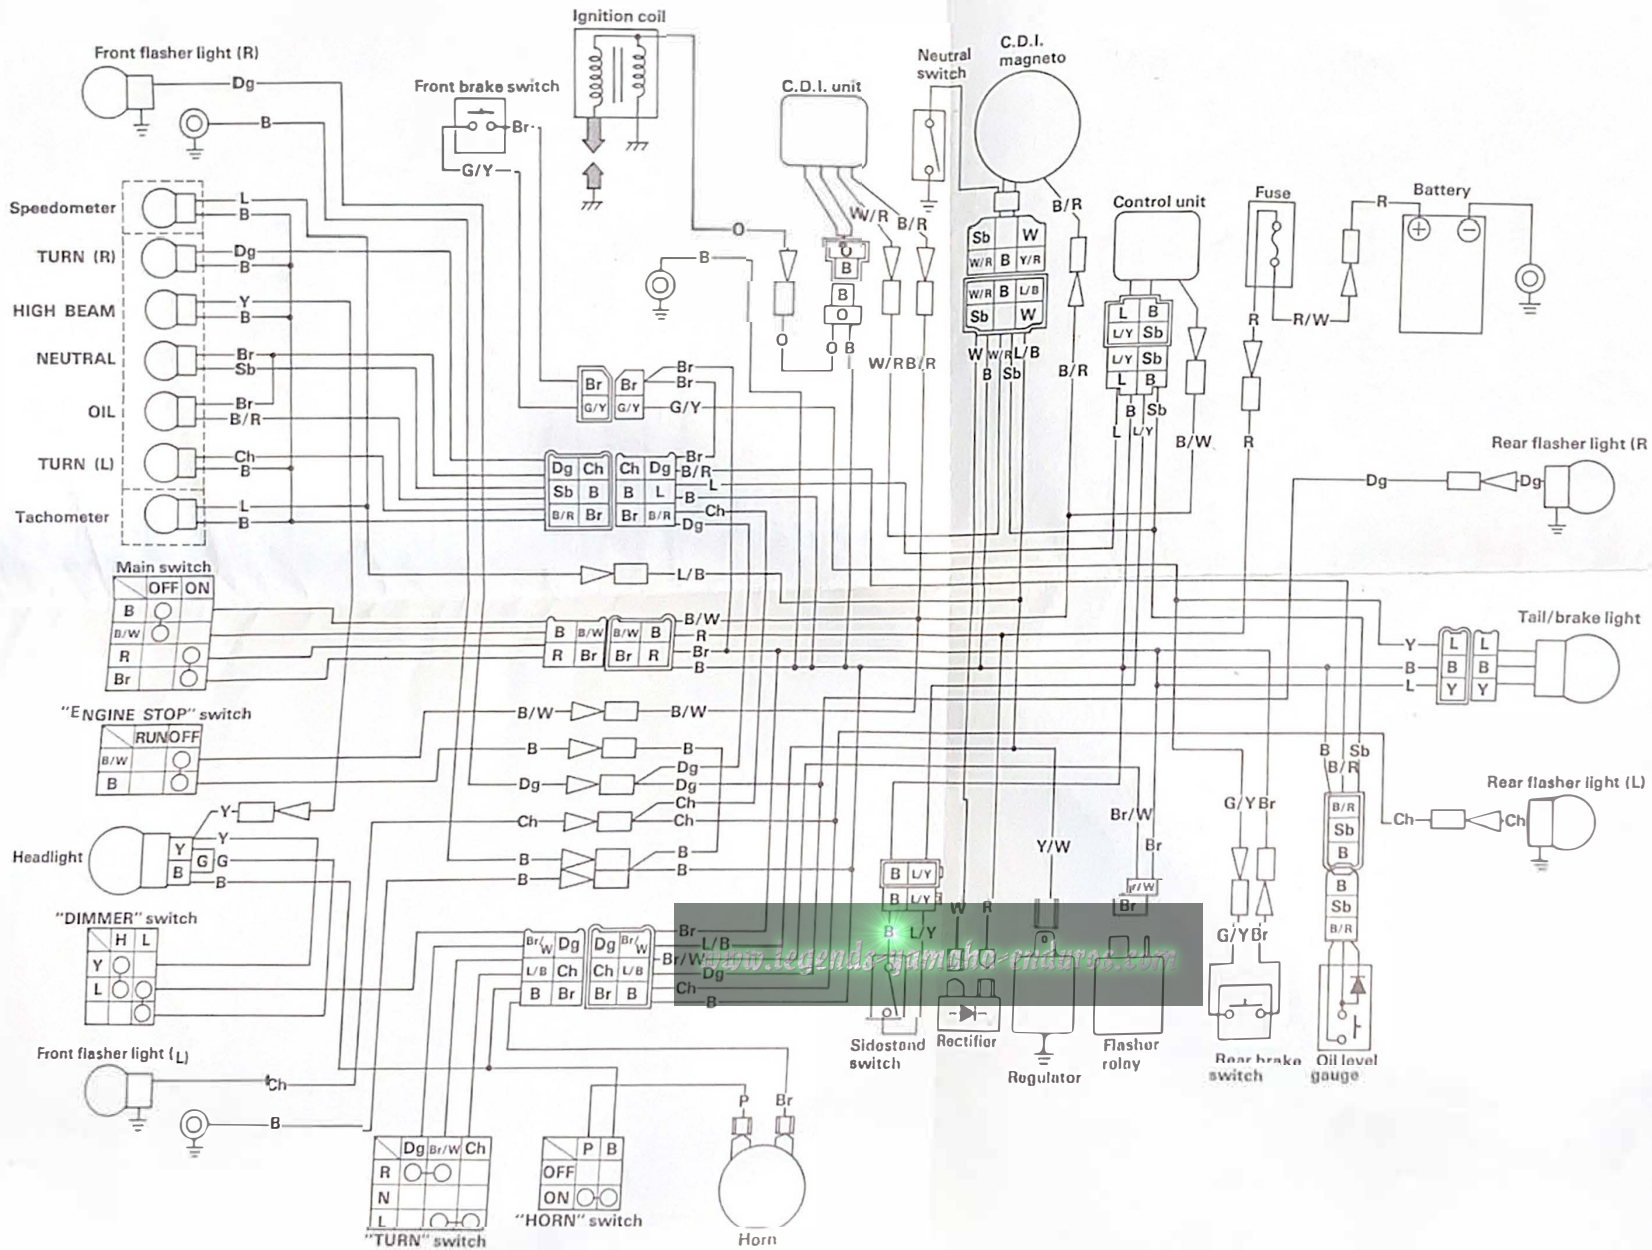 Ignition coil
Front flasher light (R)
Dg
B
Front brake switch
Br
G/Y
C.D.I. unit
Neutral
switch
C.D.I.
magneto
W/R
B/R
B/R
Control unit
Fuse
Battery
R
R/W
R
Speedometer
L
B
TURN (R)
Dg
B
HIGH BEAM
Y
B
NEUTRAL
Br
Sb
OIL
Br
B/R
TURN (L)
Ch
B
Tachometer
L
B
O
B
O
B
B
O
O
O B
W/R B/R
Sb W
W/R B Y/R
W/R B L/B
Sb W
W W/R L/B
B Sb
B/R
L B
L/Y Sb
L/Y Sb
L B
B Sb
L L/Y
B/W
R
Br Br
G/Y G/Y
Br
Br
G/Y
Dg Ch Ch Dg
Sb B B L
B/R Br Br B/R
Br
B/R
L
B
Ch
Dg
L/B
Rear flasher light (R
Dg
Dg
Main switch
OFF ON
B
B/W
R
Br
B B/W B/W B
R Br Br R
B/W
R
Br
B
Tail/brake light
Y
B
L
L L
B B
Y Y
"ENGINE STOP" switch
RUN OFF
B/W
B
B/W
B/W
B
B
Dg
Dg
Dg
Ch
Ch
Ch
B
B
B
B
Headlight
Y
Y
G
B
Y
G
B
"DIMMER" switch
H L
Y
L
Br/W Dg Dg Br/W
L/B Ch Ch L/B
B Br Br B
Br
L/B
Br/W
Dg
Ch
B
B L/Y
B L/Y
B L/Y
W R
Y/W
Br/W
Br
Br
G/Y Br
G/Y Br
B Sb
B/R
B/R
Sb
B
B
Sb
B/R
Rear flasher light (L)
Ch
Ch
www.legends-yamaha-enduros.com
Sidestand
switch
Rectifier
Regulator
Flasher
relay
Rear brake
switch
Oil level
gauge
Front flasher light (L)
Ch
B
Dg Br/W Ch
R
N
L
"TURN" switch
P B
OFF
ON
"HORN" switch
P Br
Horn